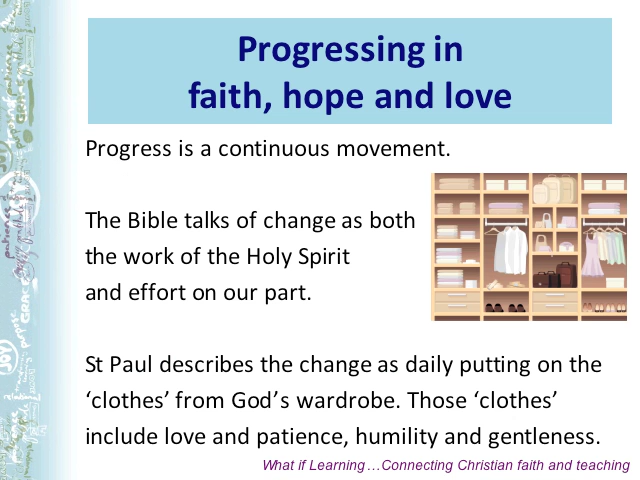 Progressing in
faith, hope and love
Progress is a continuous movement.
The Bible talks of change as both
the work of the Holy Spirit
and effort on our part.
St Paul describes the change as daily putting on the
‘clothes’ from God’s wardrobe. Those ‘clothes’
include love and patience, humility and gentleness.
What if Learning…Connecting Christian faith and teaching